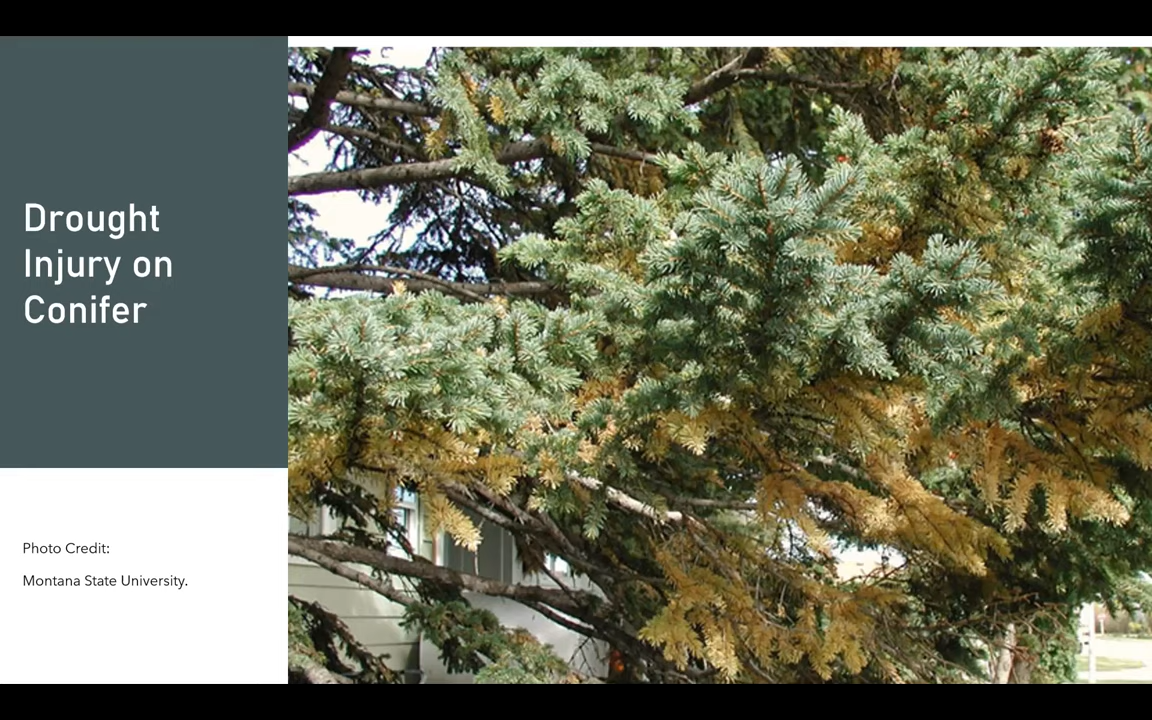 Drought
Injury on
Conifer
Photo Credit:
Montana State University.